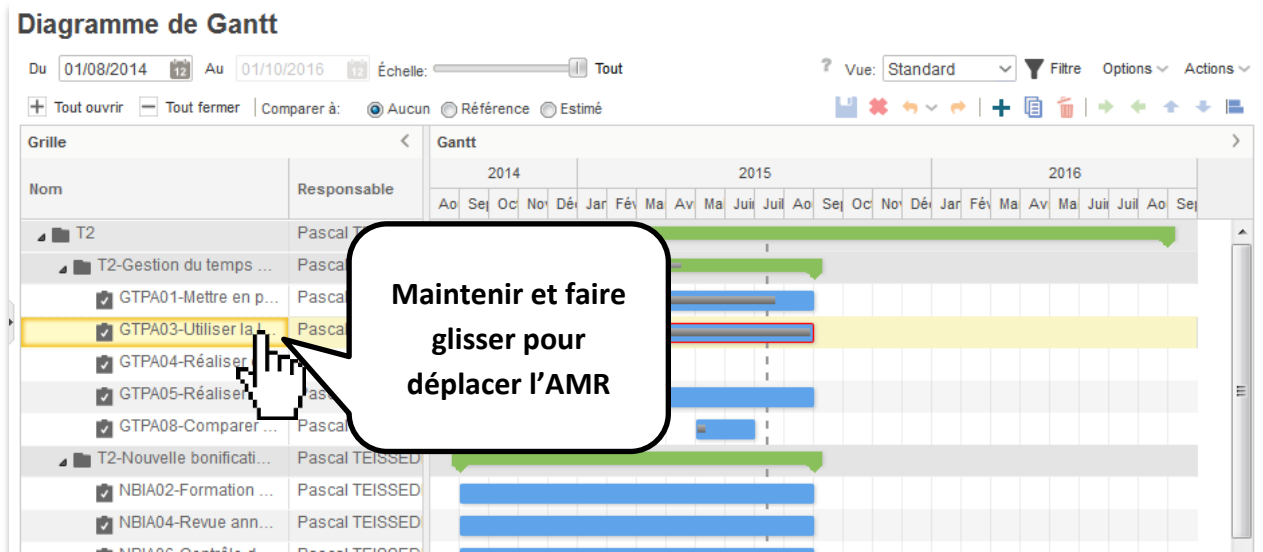 Diagramme de Gantt
Du 01/08/2014 12 Au 01/10/2016 12 Échelle: Tout ? Vue: Standard Filtre Options Actions
Tout ouvrir Tout fermer Comparer à: Aucun Référence Estimé
Grille Gantt
Nom Responsable
2014 2015 2016
Ao Sep Oc Nov Déc Jan Fév Ma Av Ma Juin Juil Ao Sep Oc Nov Déc Jan Fév Ma Av Ma Juin Juil Ao Sep
T2 Pascal T
T2-Gestion du temps ... Pascal
GTPA01-Mettre en p... Pascal
GTPA03-Utiliser la l... Pascal
GTPA04-Réaliser
GTPA05-Réaliser Pascal
GTPA08-Comparer ... Pascal
Maintenir et faire
glisser pour
déplacer l’AMR
T2-Nouvelle bonificati... Pascal TEISSED
NBIA02-Formation ... Pascal TEISSED
NBIA04-Revue ann... Pascal TEISSED